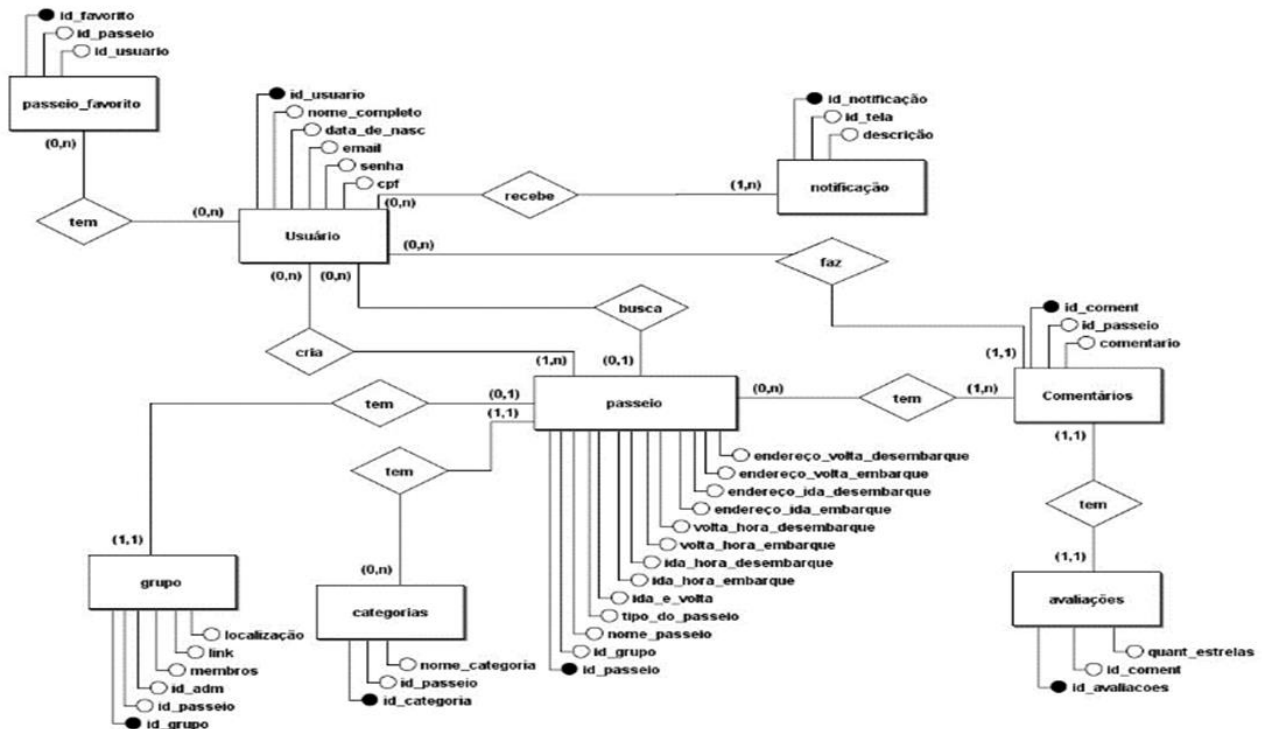 id_favorito
id_passeio
id_usuario
passeio_favorito
(0,n)
tem
(0,n)
id_usuario
nome_completo
data_de_nasc
email
senha
cpf
(0,n)
Usuário
recebe
(1,n)
id_notificação
id_tela
descrição
notificação
(0,n)
faz
(1,1)
(0,n)
(0,n)
busca
(0,1)
cria
(1,n)
id_coment
id_passeio
comentario
Comentários
passeio
(0,n)
tem
(1,n)
(0,1)
tem
(1,1)
(1,1)
tem
(0,n)
(1,1)
tem
(1,1)
endereço_volta_desembarque
endereço_volta_embarque
endereço_ida_desembarque
endereço_ida_embarque
volta_hora_desembarque
volta_hora_embarque
ida_hora_desembarque
ida_hora_embarque
ida_e_volta
tipo_do_passeio
nome_passeio
id_grupo
id_passeio
grupo
localização
link
membros
id_adm
id_passeio
id_grupo
categorias
nome_categoria
id_passeio
id_categoria
avaliações
quant_estrelas
id_coment
id_avaliacoes